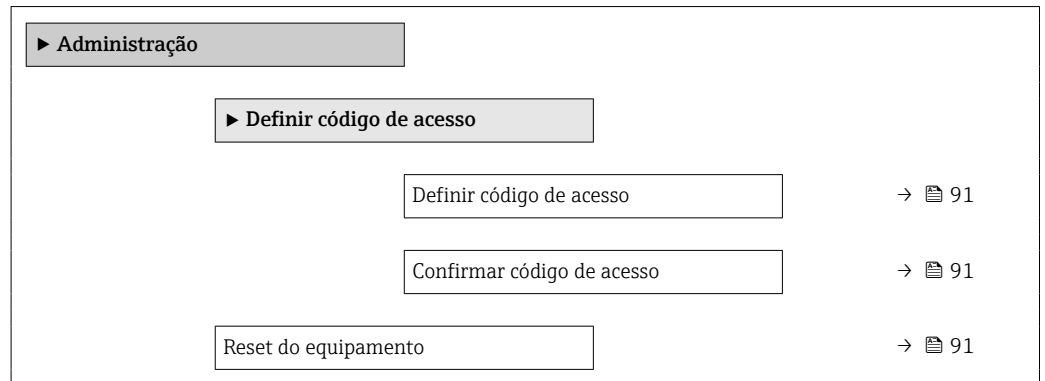 ▶ Administração
▶ Definir código de acesso
Definir código de acesso → 91
Confirmar código de acesso → 91
Reset do equipamento → 91